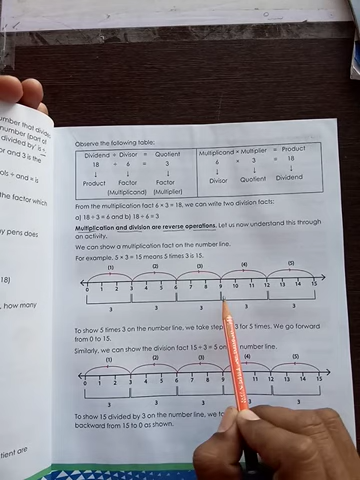 umber that divides
number (part of
divided by' is ÷.
or and 3 is the
ols ÷ and = is
the factor which
y pens does
18)
, how many
tient are
Observe the following table:
Dividend ÷ Divisor = Quotient
18 ÷ 6 = 3
↓ ↓ ↓
Product Factor Factor
(Multiplicand) (Multiplier)
Multiplicand × Multiplier = Product
6 × 3 = 18
↓ ↓ ↓
Divisor Quotient Dividend
From the multiplication fact 6 × 3 = 18, we can write two division facts:
a) 18 ÷ 3 = 6 and b) 18 ÷ 6 = 3
Multiplication and division are reverse operations. Let us now understand this through
an activity.
We can show a multiplication fact on the number line.
For example, 5 × 3 = 15 means 5 times 3 is 15.
(1) (2) (3) (4) (5)
0 1 2 3 4 5 6 7 8 9 10 11 12 13 14 15
3 3 3 3 3
To show 5 times 3 on the number line, we take steps 3 for 5 times. We go forward
from 0 to 15.
Similarly, we can show the division fact 15 ÷ 3 = 5 on number line.
(1) (2) (3) (4) (5)
0 1 2 3 4 5 6 7 8 9 11 12 13 14 15
3 3 3 3 3
To show 15 divided by 3 on the number line, we
backward from 15 to 0 as shown.